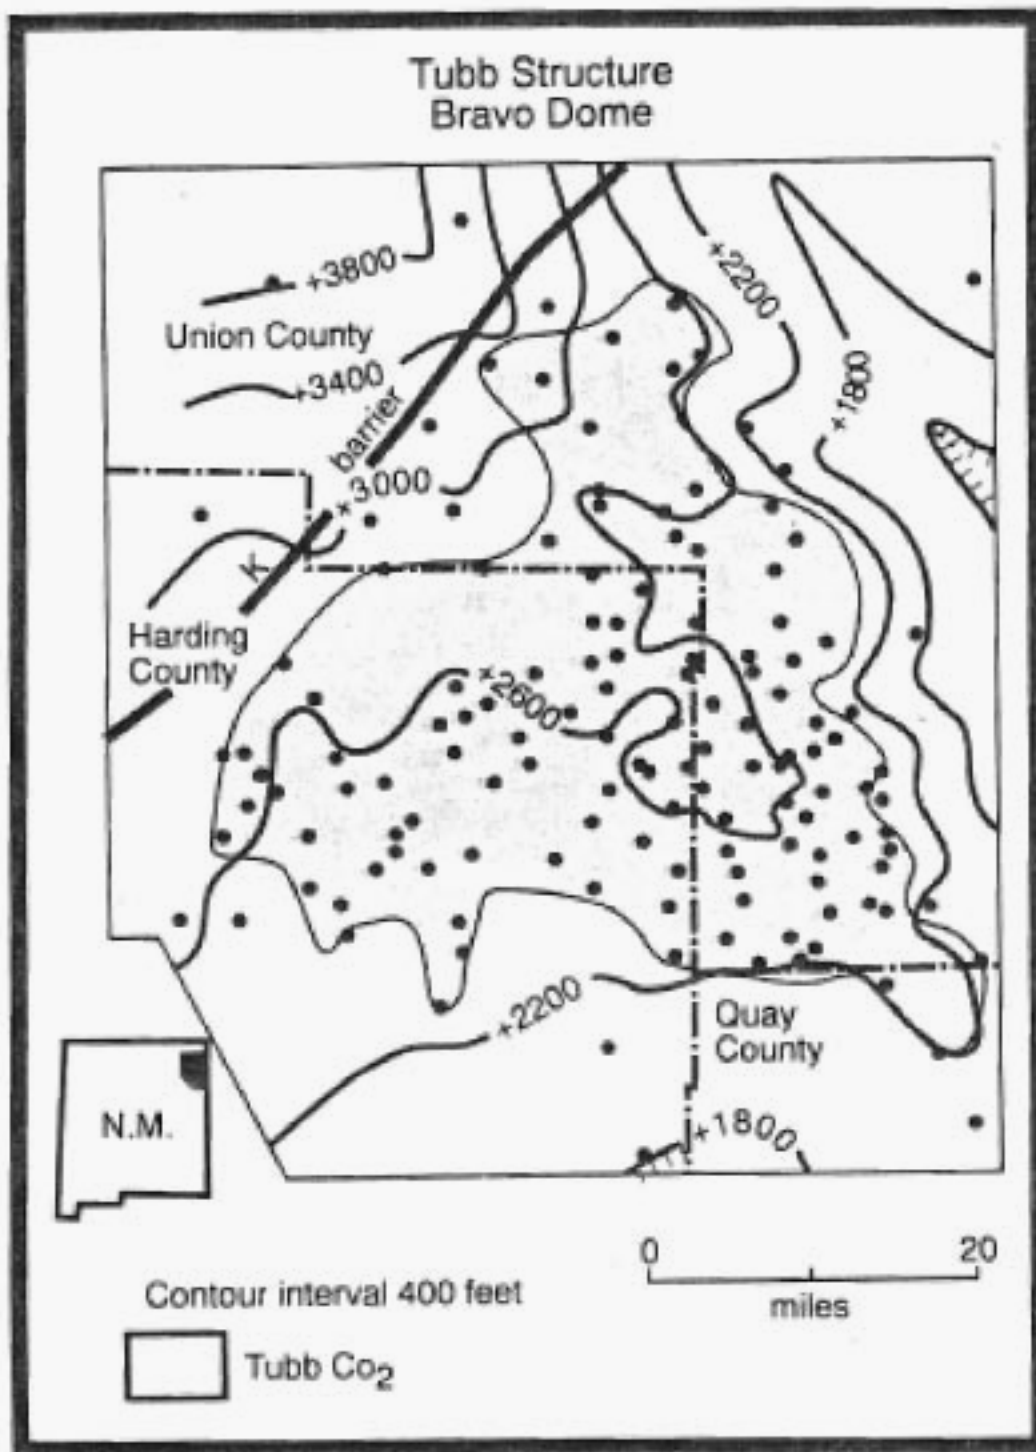 Tubb Structure
Bravo Dome
+3800
+2200
Union County
+3400
+1800
barrier
+3000
K
Harding
County
+2600
+2200
Quay
County
N.M.
+1800
0 20
miles
Contour interval 400 feet
Tubb Co2